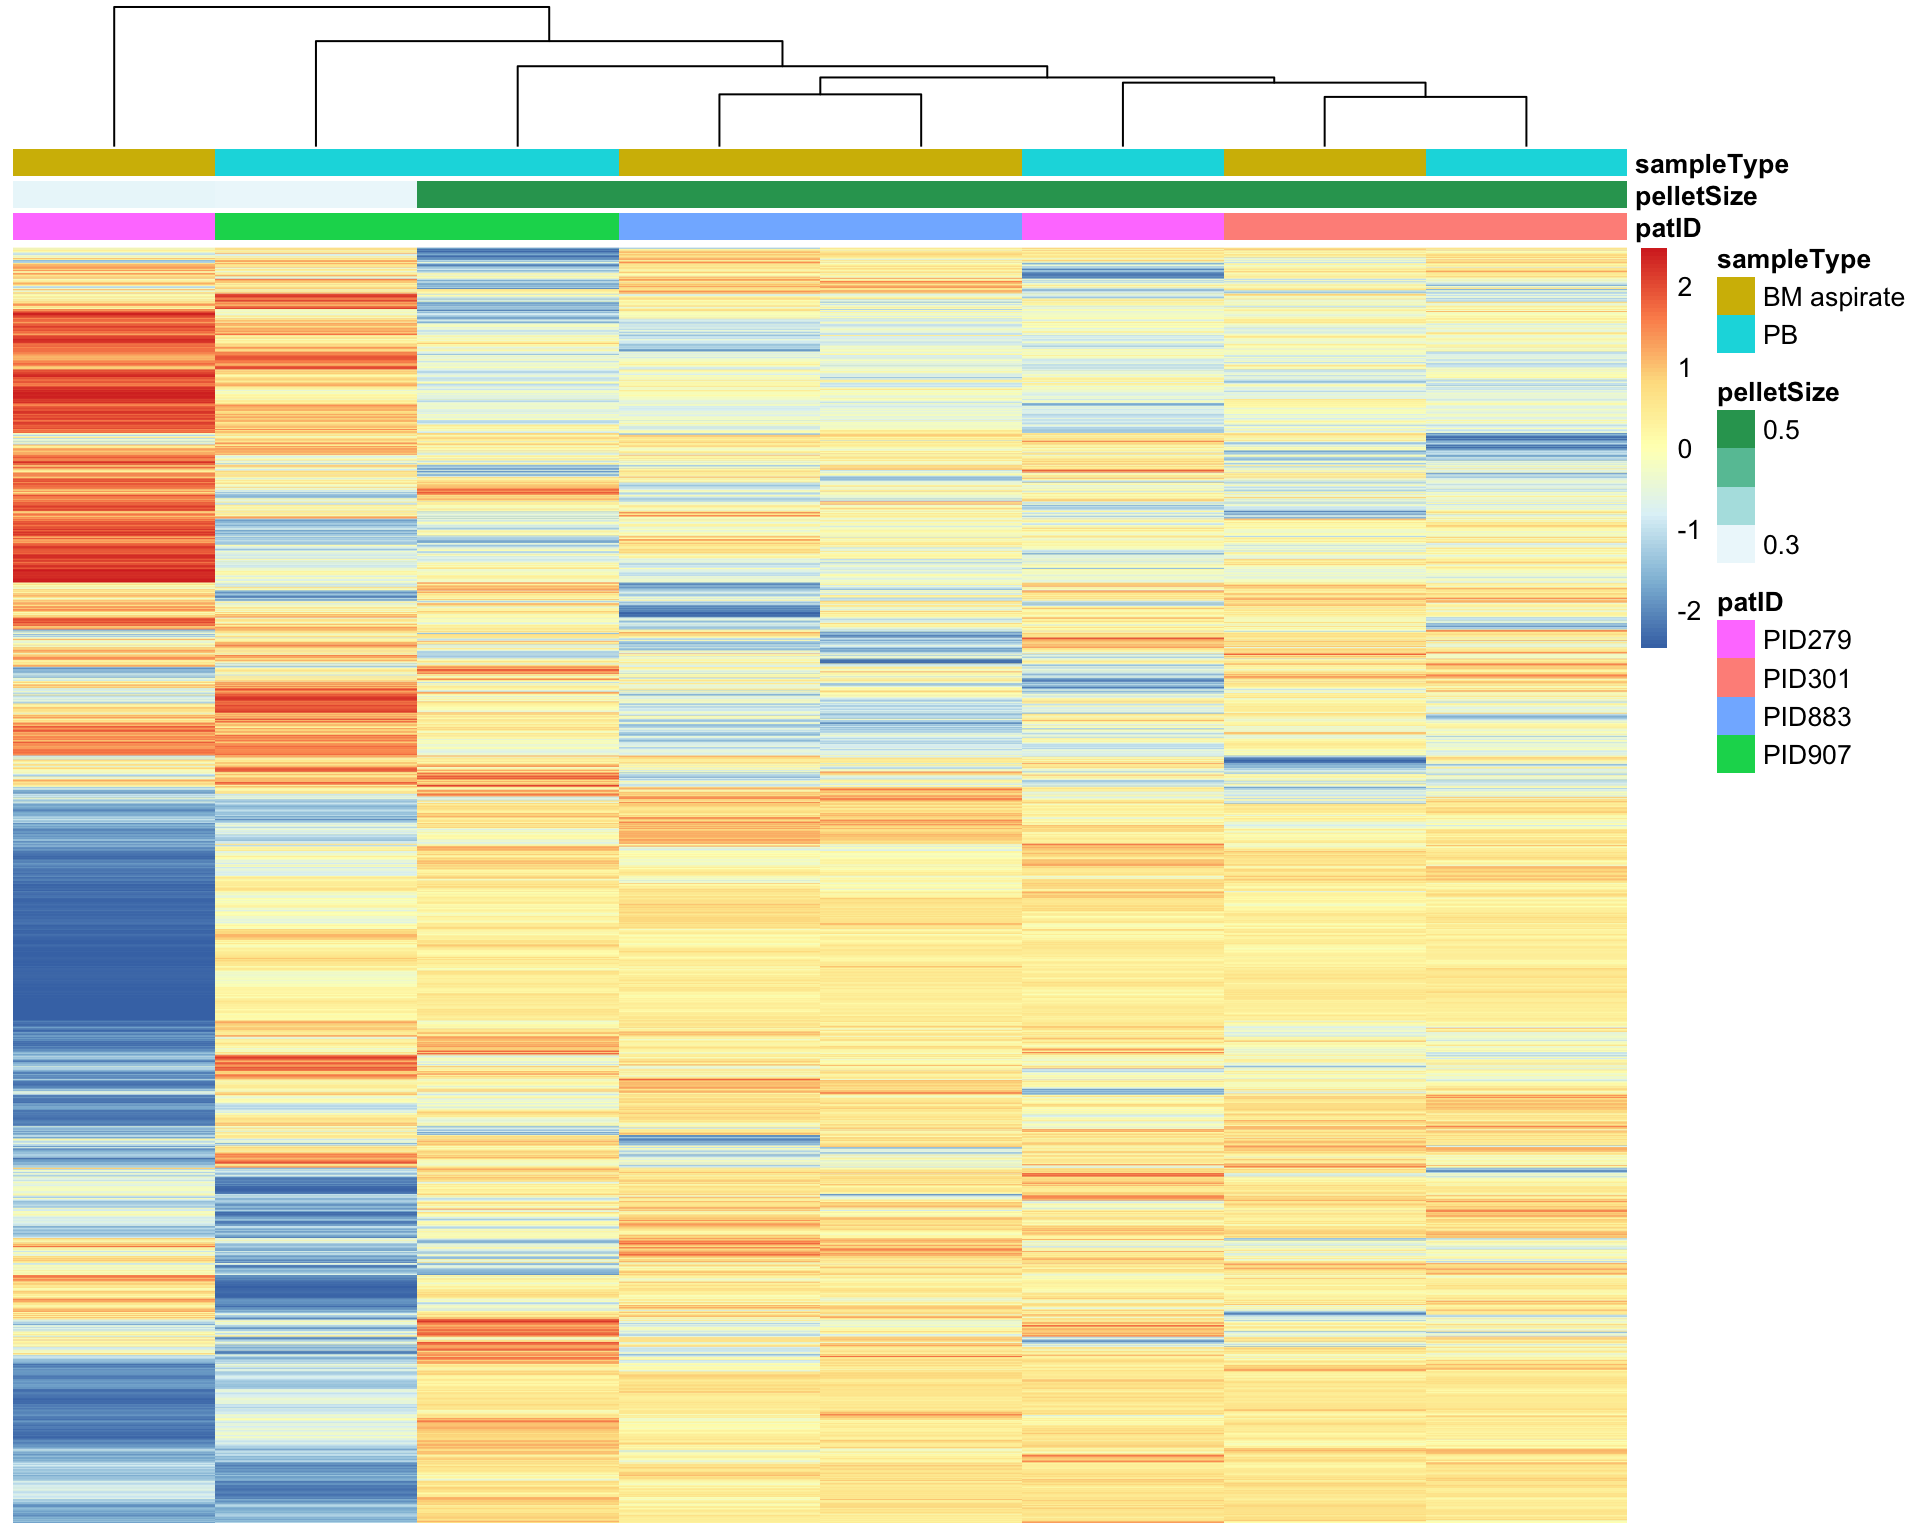 sampleType
pelletSize
patID
2
1
0
-1
-2
sampleType
BM aspirate
PB
pelletSize
0.5
0.3
patID
PID279
PID301
PID883
PID907